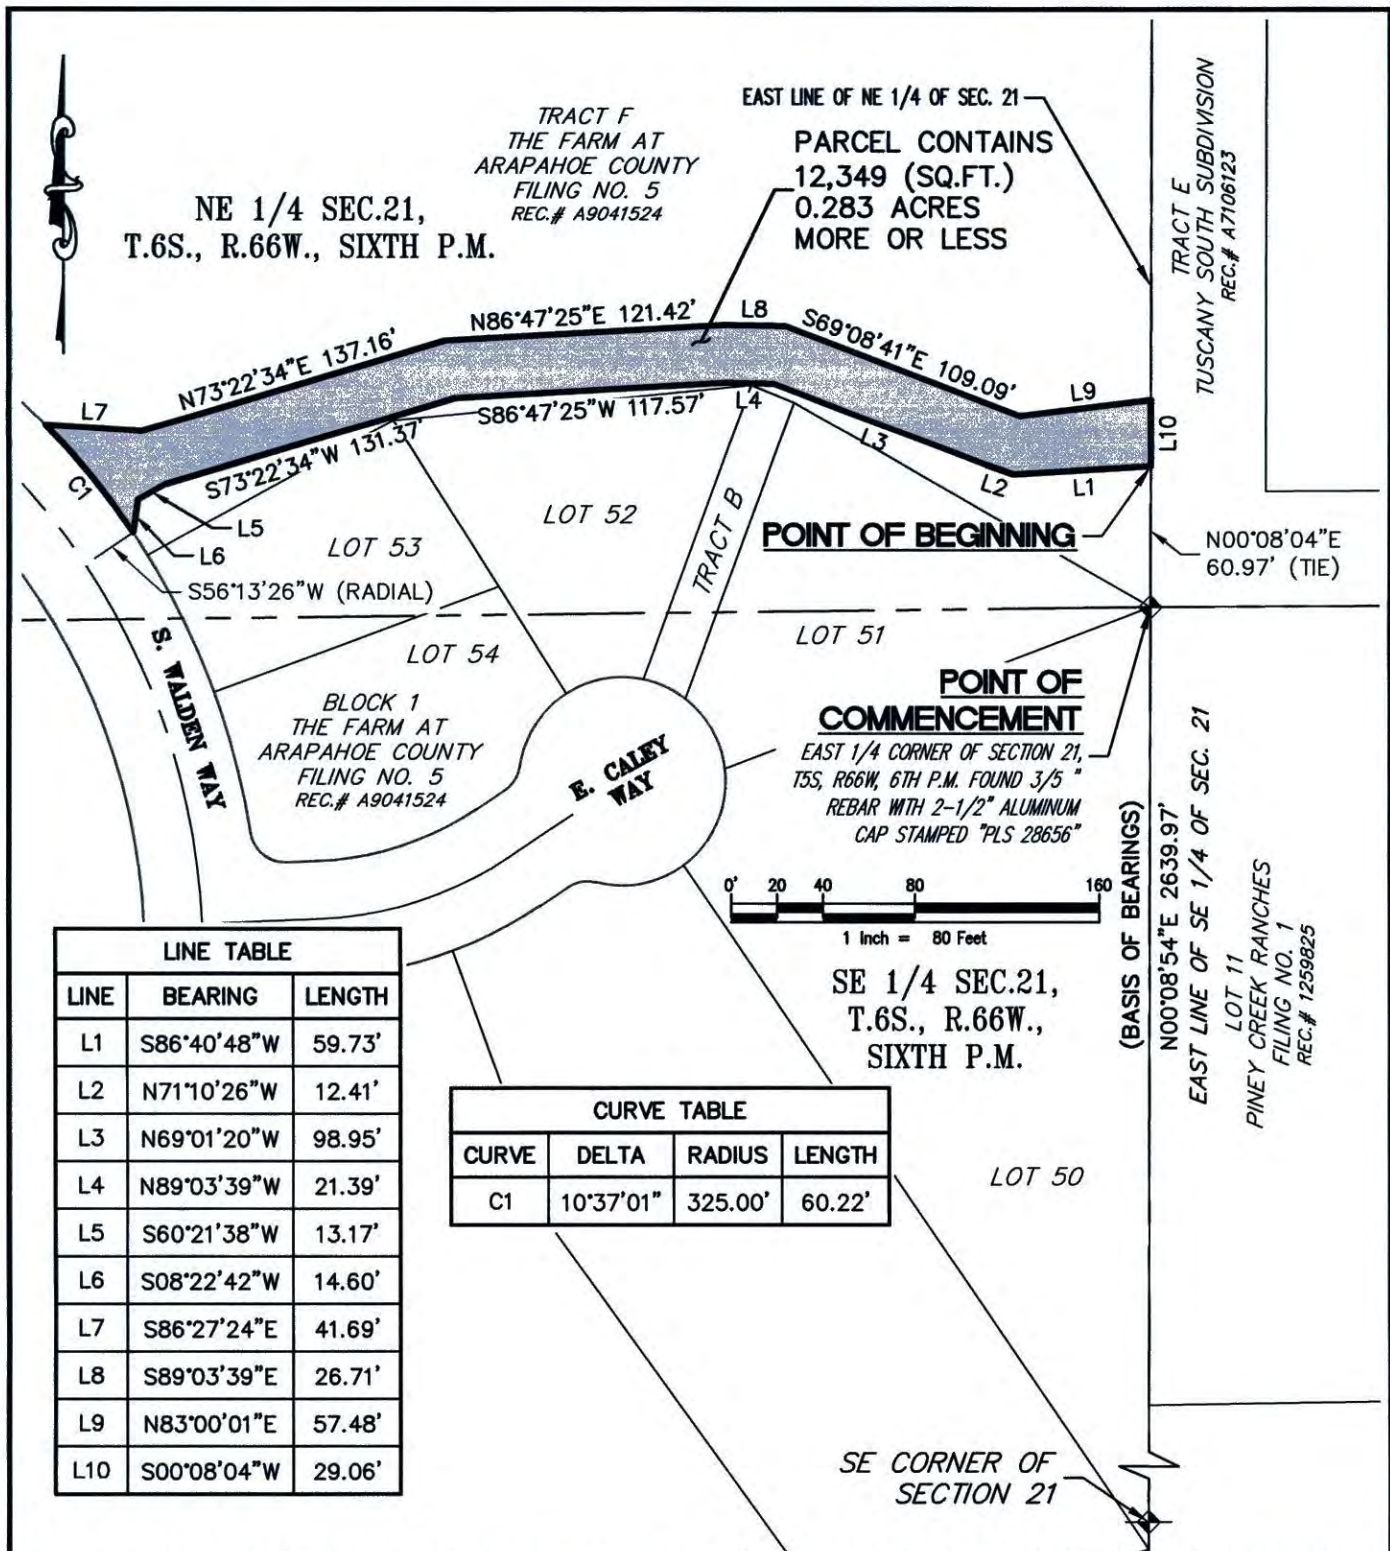 EAST LINE OF NE 1/4 OF SEC. 21
TRACT F
THE FARM AT
ARAPAHOE COUNTY
FILING NO. 5
REC.# A9041524
PARCEL CONTAINS
12,349 (SQ.FT.)
0.283 ACRES
MORE OR LESS
TRACT E
TUSCANY SOUTH SUBDIVISION
REC.# A7106123
NE 1/4 SEC.21,
T.6S., R.66W., SIXTH P.M.
L7
N73°22'34"E 137.16'
N86°47'25"E 121.42'
L8
S69°08'41"E 109.09'
L9
L10
C1
S73°22'34"W 131.37'
S86°47'25"W 117.57'
L4
L3
L2
L1
L5
L6
S56°13'26"W (RADIAL)
LOT 53
LOT 52
TRACT B
POINT OF BEGINNING
N00°08'04"E
60.97' (TIE)
LOT 54
LOT 51
S. WALDEN WAY
BLOCK 1
THE FARM AT
ARAPAHOE COUNTY
FILING NO. 5
REC.# A9041524
E. CALEY
WAY
POINT OF
COMMENCEMENT
EAST 1/4 CORNER OF SECTION 21,
T5S, R66W, 6TH P.M. FOUND 3/5 "
REBAR WITH 2-1/2" ALUMINUM
CAP STAMPED "PLS 28656"
0' 20 40 80 160
1 Inch = 80 Feet
SE 1/4 SEC.21,
T.6S., R.66W.,
SIXTH P.M.
(BASIS OF BEARINGS)
N00°08'54"E 2639.97'
EAST LINE OF SE 1/4 OF SEC. 21
LOT 11
PINEY CREEK RANCHES
FILING NO. 1
REC.# 1259825
LINE TABLE
LINE BEARING LENGTH
L1 S86°40'48"W 59.73'
L2 N71°10'26"W 12.41'
L3 N69°01'20"W 98.95'
L4 N89°03'39"W 21.39'
L5 S60°21'38"W 13.17'
L6 S08°22'42"W 14.60'
L7 S86°27'24"E 41.69'
L8 S89°03'39"E 26.71'
L9 N83°00'01"E 57.48'
L10 S00°08'04"W 29.06'
CURVE TABLE
CURVE DELTA RADIUS LENGTH
C1 10°37'01" 325.00' 60.22'
LOT 50
SE CORNER OF
SECTION 21